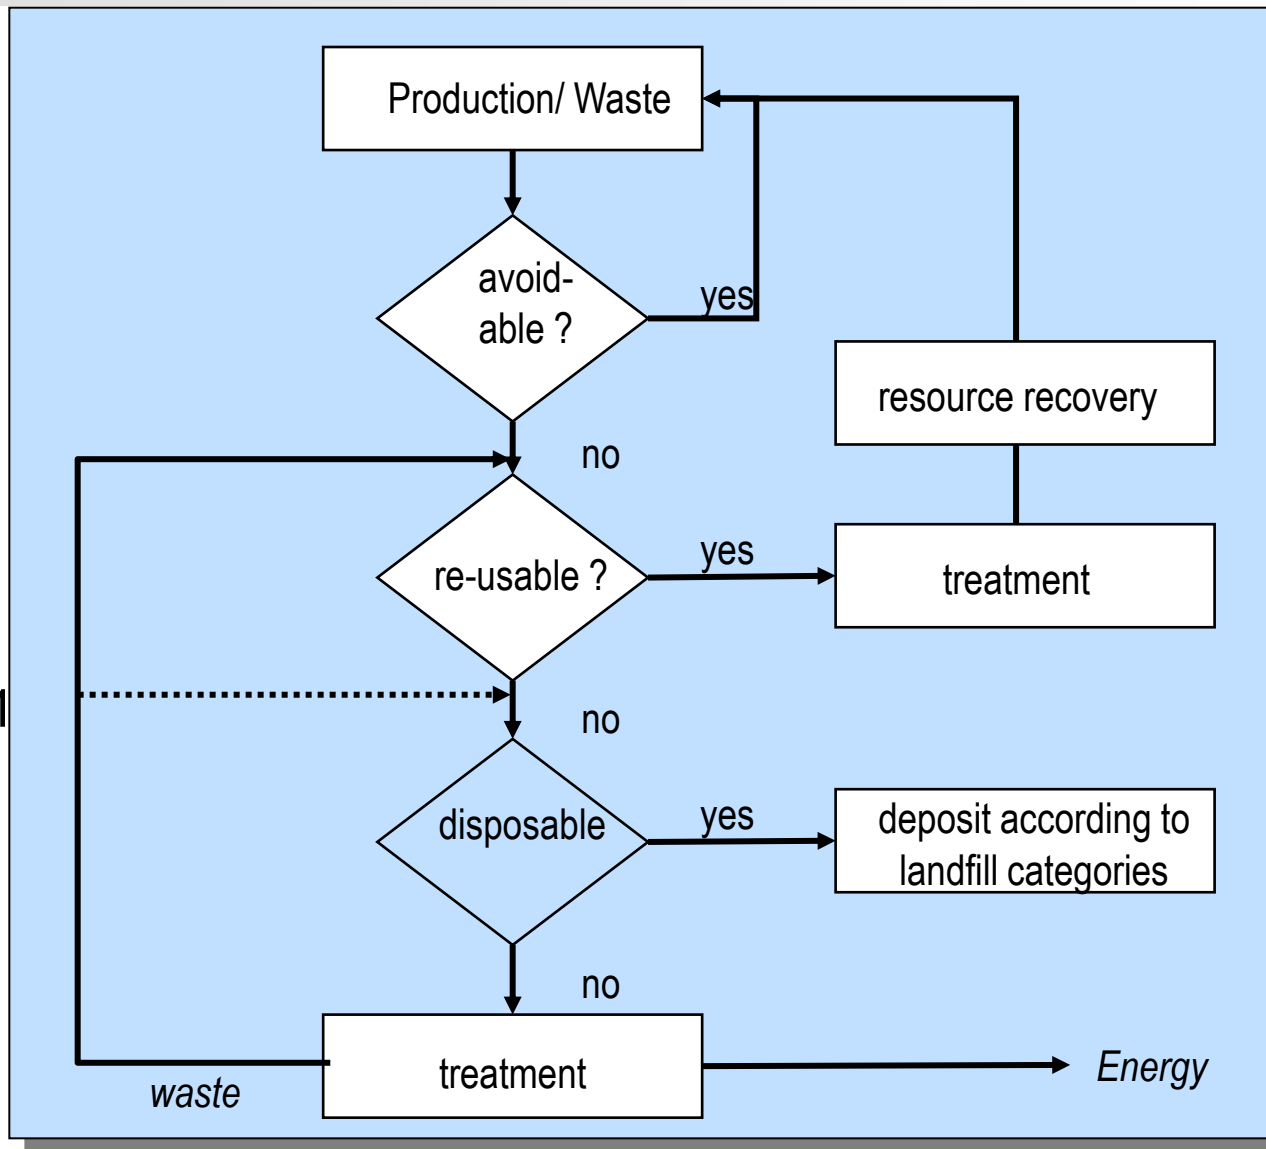 Production/ Waste
avoid-
able ?
yes
resource recovery
no
re-usable ?
yes
treatment
no
disposable
yes
deposit according to
landfill categories
no
treatment
Energy
waste